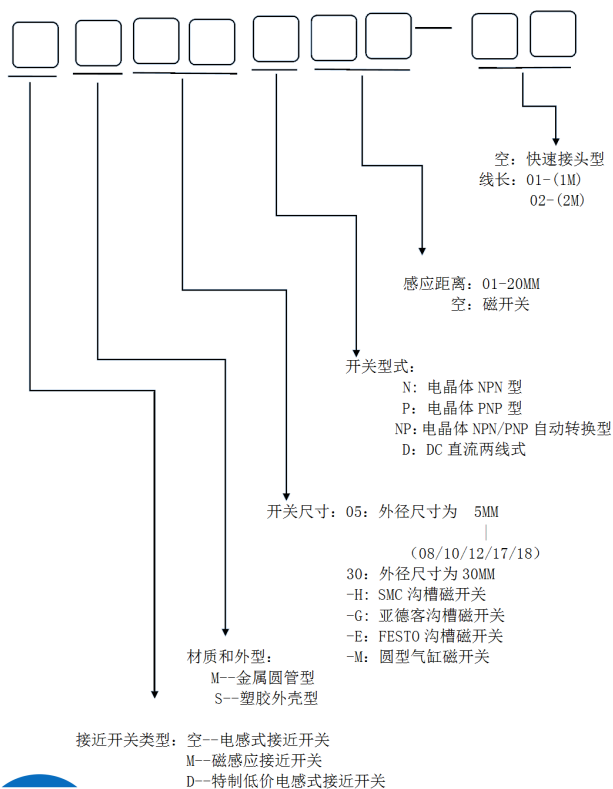 空: 快速接头型
线长: 01-(1M)
02-(2M)
感应距离: 01-20MM
空: 磁开关
开关型式:
N: 电晶体 NPN 型
P: 电晶体 PNP 型
NP: 电晶体 NPN/PNP 自动转换型
D: DC 直流两线式
开关尺寸: 05: 外径尺寸为 5MM
(08/10/12/17/18)
30: 外径尺寸为 30MM
-H: SMC 沟槽磁开关
-G: 亚德客沟槽磁开关
-E: FESTO 沟槽磁开关
-M: 圆型气缸磁开关
材质和外型:
M--金属圆管型
S--塑胶外壳型
接近开关类型: 空--电感式接近开关
M--磁感应接近开关
D--特制低价电感式接近开关